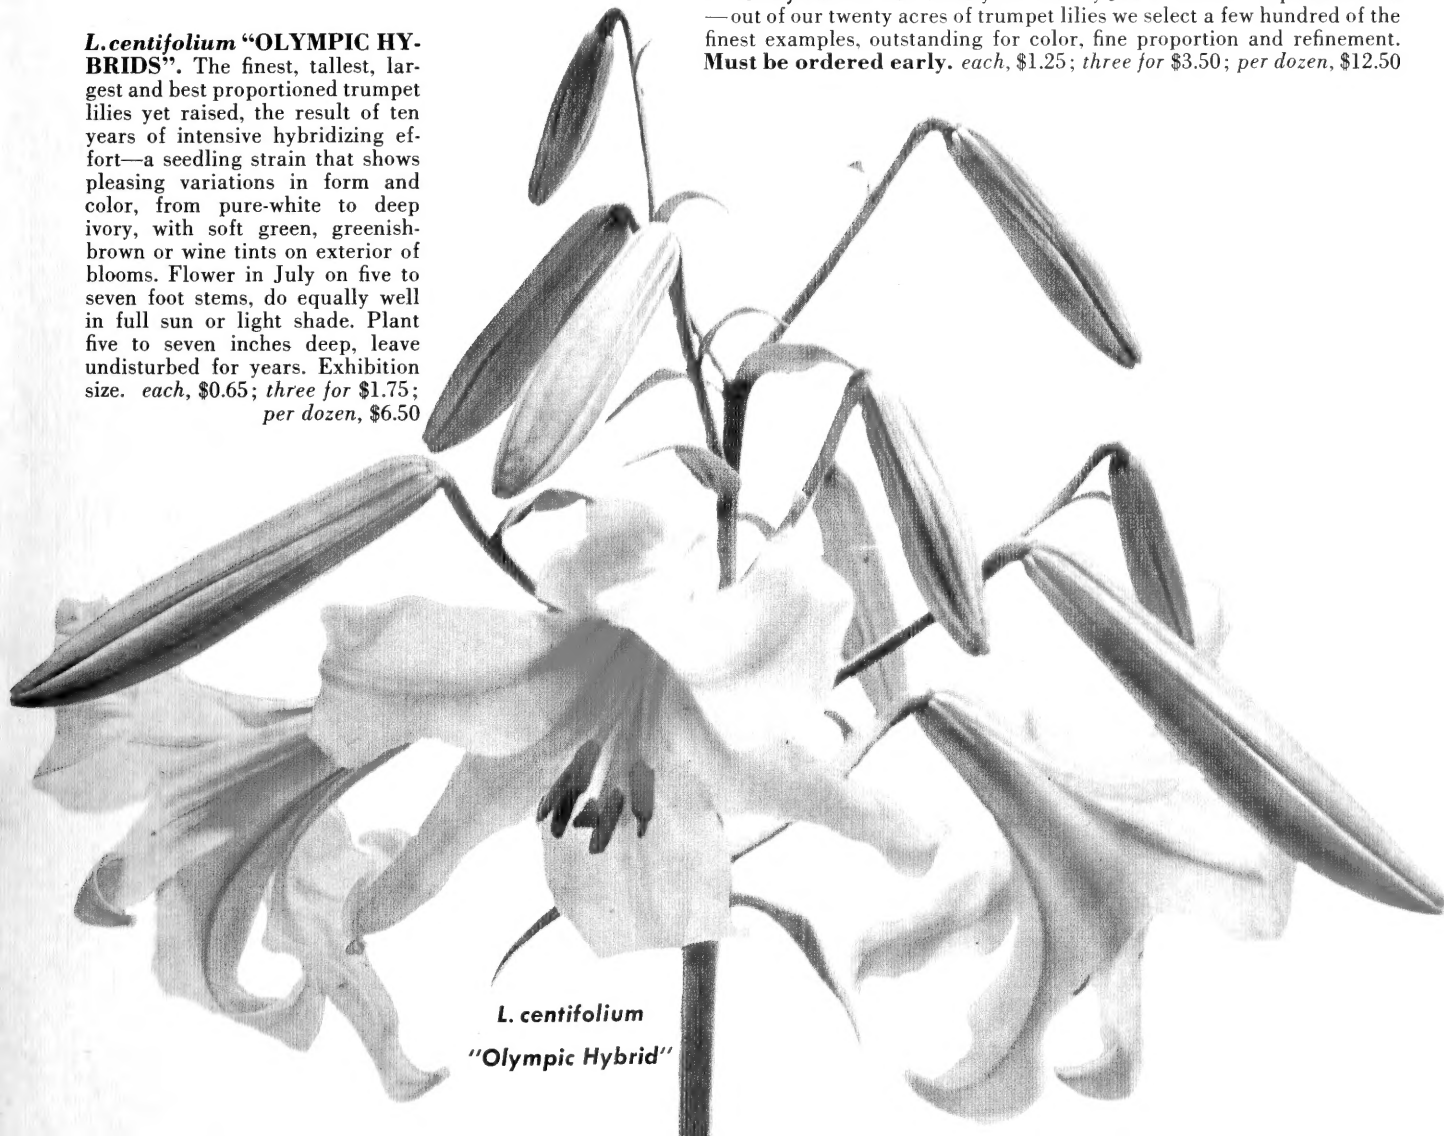 L. centifolium “OLYMPIC HY-
BRIDS”. The finest, tallest, lar-
gest and best proportioned trumpet
lilies yet raised, the result of ten
years of intensive hybridizing ef-
fort—a seedling strain that shows
pleasing variations in form and
color, from pure-white to deep
ivory, with soft green, greenish-
brown or wine tints on exterior of
blooms. Flower in July on five to
seven foot stems, do equally well
in full sun or light shade. Plant
five to seven inches deep, leave
undisturbed for years. Exhibition
size. each, $0.65; three for $1.75;
per dozen, $6.50
—out of our twenty acres of trumpet lilies we select a few hundred of the
finest examples, outstanding for color, fine proportion and refinement.
Must be ordered early. each, $1.25; three for $3.50; per dozen, $12.50
L. centifolium
"Olympic Hybrid"